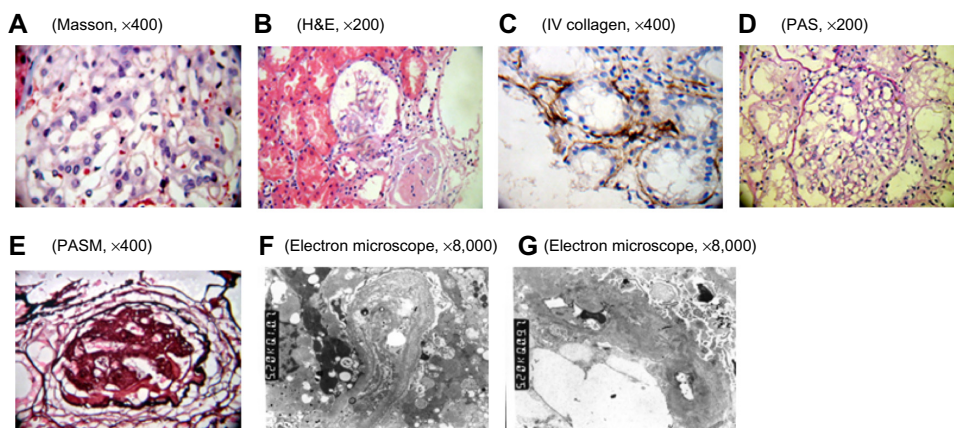 A (Masson, ×400)
B (H&E, ×200)
C (IV collagen, ×400)
D (PAS, ×200)
E (PASM, ×400)
F (Electron microscope, ×8,000)
G (Electron microscope, ×8,000)